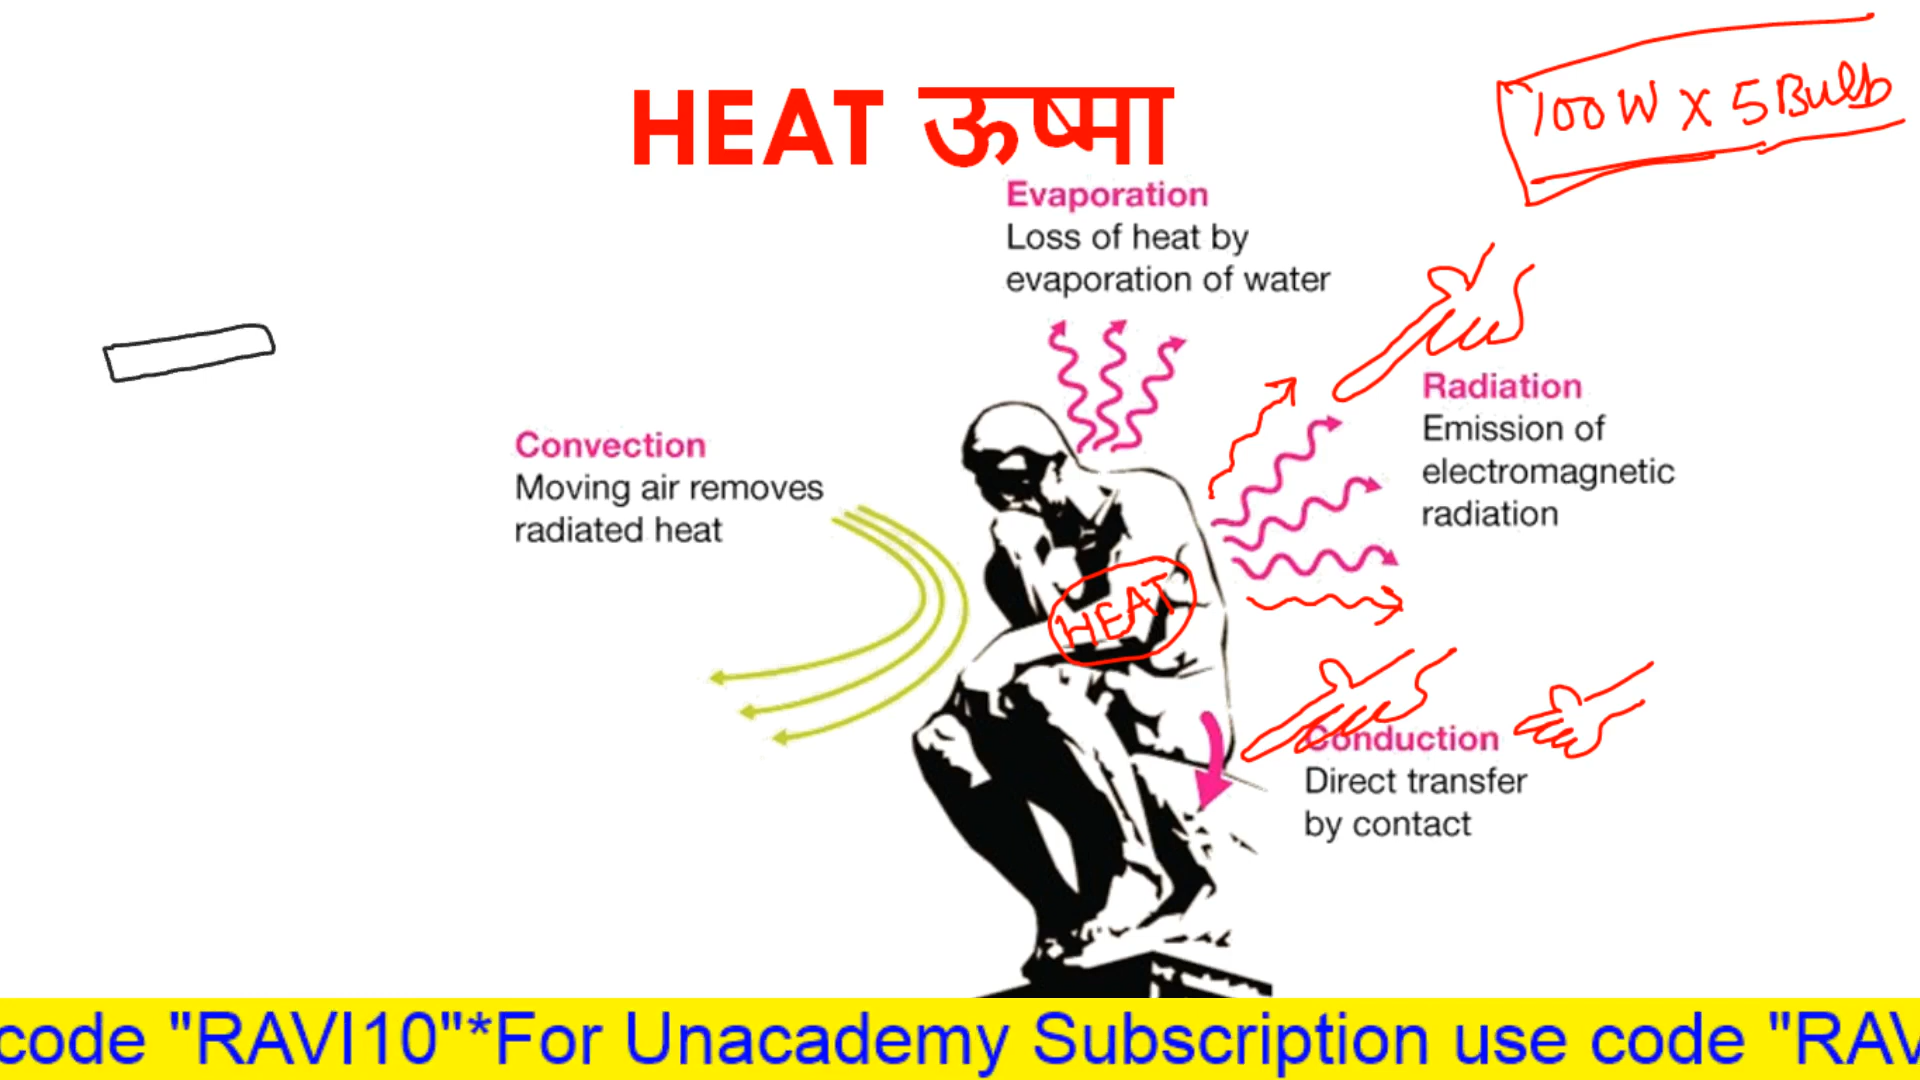 HEAT ऊष्मा
100W X 5 Bulb
Evaporation
Loss of heat by
evaporation of water
Radiation
Emission of
electromagnetic
radiation
Convection
Moving air removes
radiated heat
HEAT
Conduction
Direct transfer
by contact
code "RAVI10"*For Unacademy Subscription use code "RAV